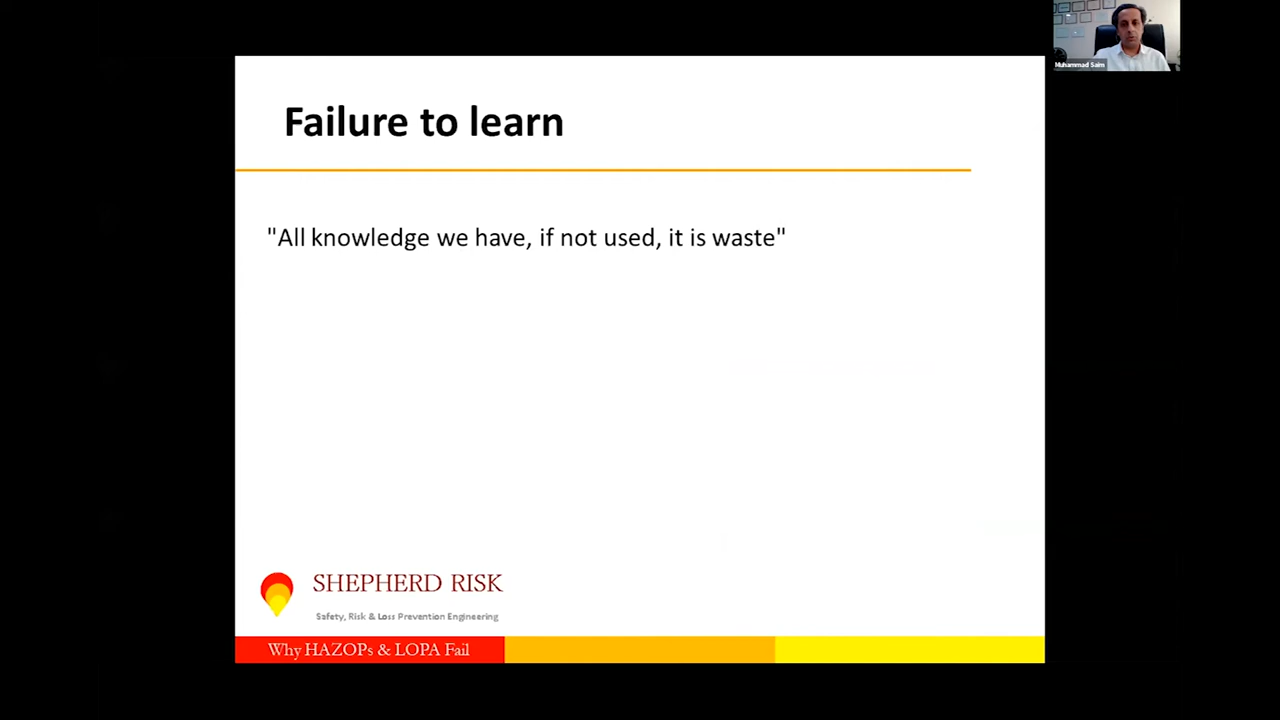 Muhammad Saim
Failure to learn
"All knowledge we have, if not used, it is waste"
SHEPHERD RISK
Safety, Risk & Loss Prevention Engineering
Why HAZOPs & LOPA Fail